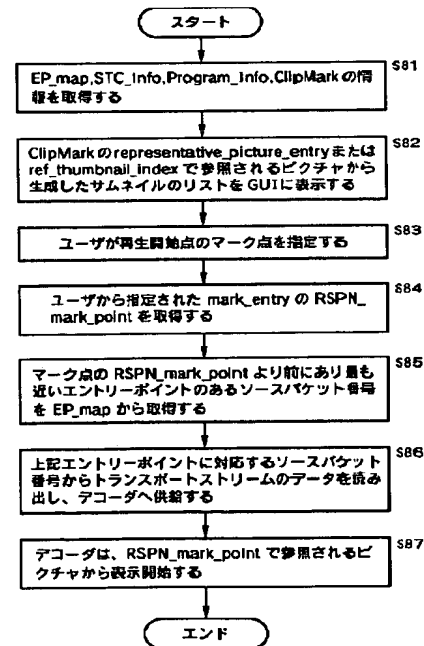 スタート
S81
EP_map,STC_Info,Program_Info,ClipMarkの情
報を取得する
S82
ClipMarkのrepresentative_picture_entryまたは
ref_thumbnail_indexで参照されるピクチャから
生成したサムネイルのリストをGUIに表示する
S83
ユーザが再生開始点のマーク点を指定する
S84
ユーザから指定された mark_entry の RSPN_
mark_point を取得する
S85
マーク点の RSPN_mark_point より前にあり最も
近いエントリーポイントのあるソースパケット番号
を EP_map から取得する
S86
上記エントリーポイントに対応するソースパケット
番号からトランスポートストリームのデータを読み
出し、デコーダへ供給する
S87
デコーダは、RSPN_mark_point で参照されるピ
クチャから表示開始する
エンド